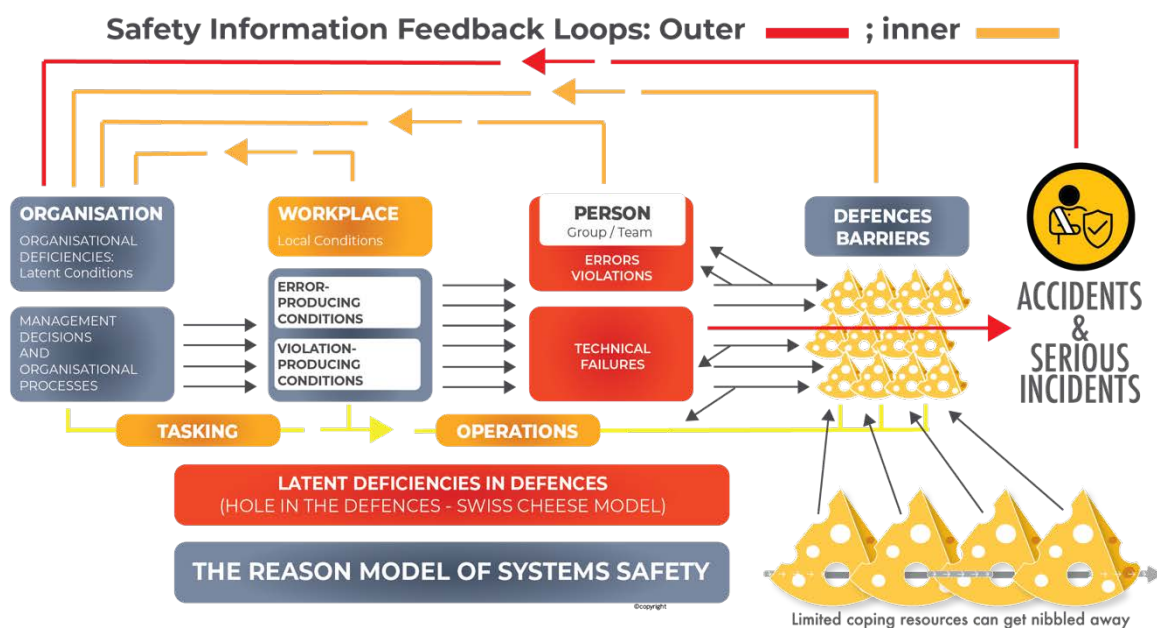 Safety Information Feedback Loops: Outer ; inner
ORGANISATION
ORGANISATIONAL
DEFICIENCIES:
Latent Conditions
MANAGEMENT
DECISIONS
AND
ORGANISATIONAL
PROCESSES
WORKPLACE
Local Conditions
ERROR-
PRODUCING
CONDITIONS
VIOLATION-
PRODUCING
CONDITIONS
PERSON
Group / Team
ERRORS
VIOLATIONS
TECHNICAL
FAILURES
DEFENCES
BARRIERS
ACCIDENTS
&
SERIOUS
INCIDENTS
TASKING
OPERATIONS
LATENT DEFICIENCIES IN DEFENCES
(HOLE IN THE DEFENCES - SWISS CHEESE MODEL)
THE REASON MODEL OF SYSTEMS SAFETY
©copyright
Limited coping resources can get nibbled away